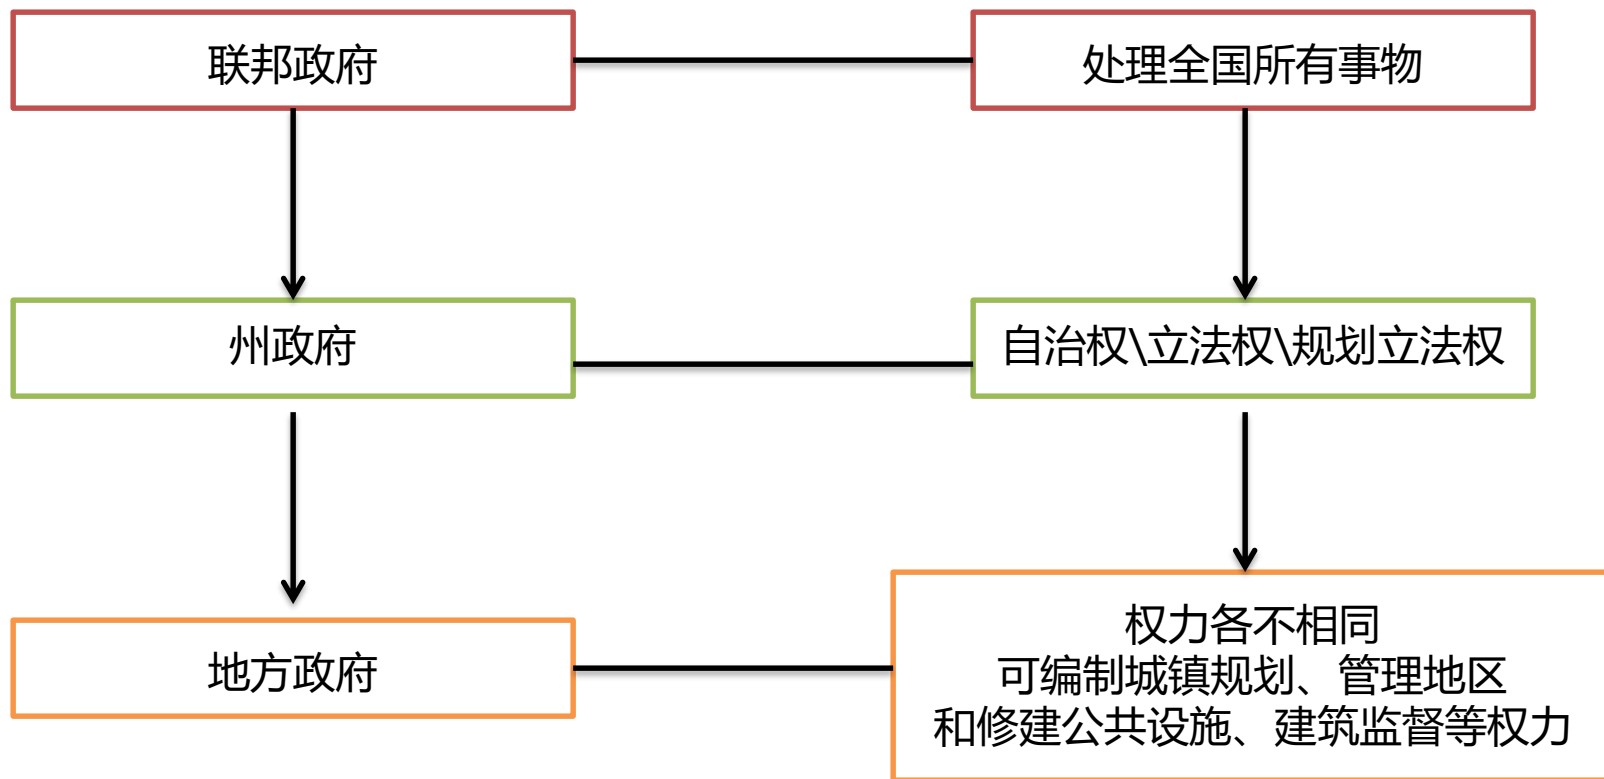 联邦政府
处理全国所有事物
州政府
自治权\立法权\规划立法权
地方政府
权力各不相同
可编制城镇规划、管理地区
和修建公共设施、建筑监督等权力